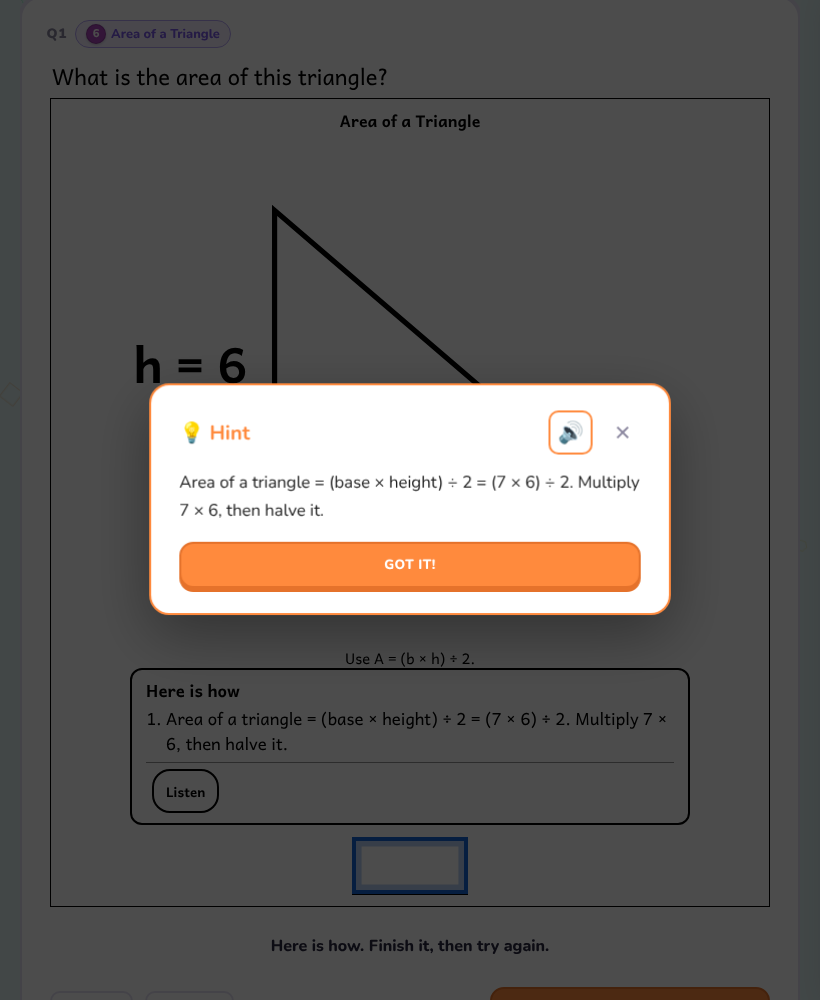 Q1 6 Area of a Triangle
What is the area of this triangle?
Area of a Triangle
h = 6
💡 Hint
Area of a triangle = (base × height) ÷ 2 = (7 × 6) ÷ 2. Multiply
7 × 6, then halve it.
GOT IT!
Use A = (b × h) ÷ 2.
Here is how
1. Area of a triangle = (base × height) ÷ 2 = (7 × 6) ÷ 2. Multiply 7 ×
6, then halve it.
Listen
Here is how. Finish it, then try again.